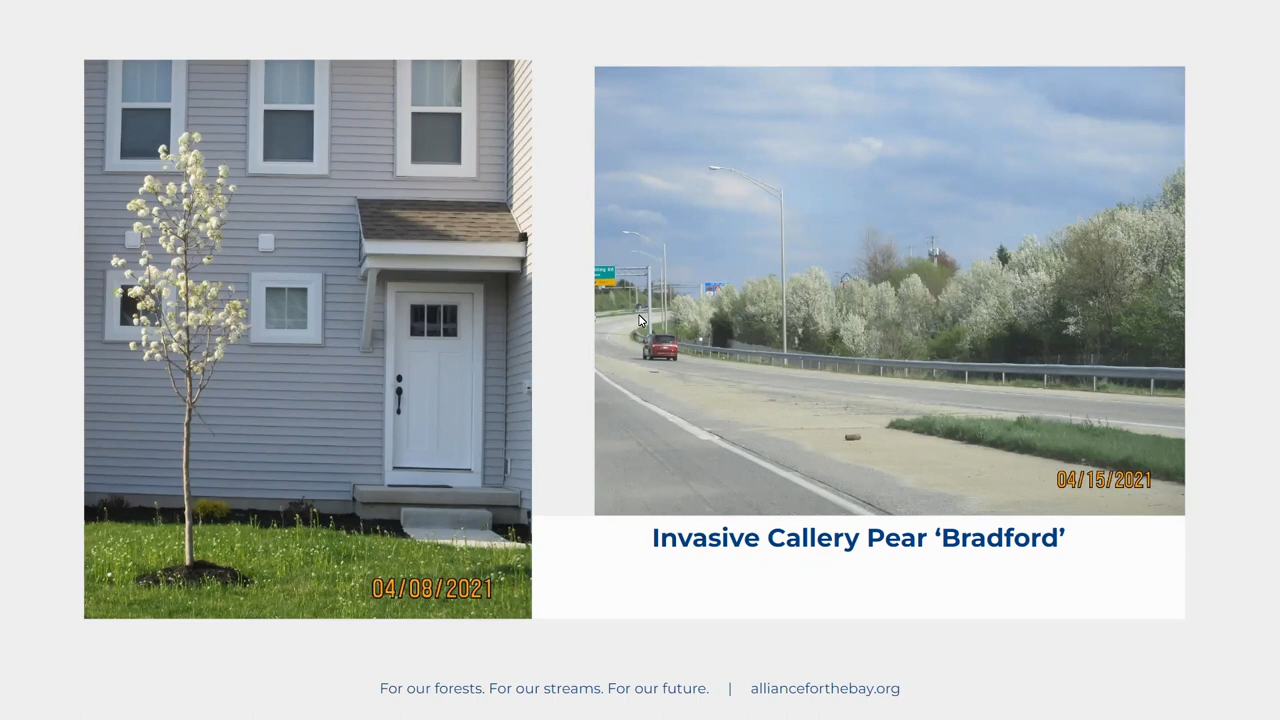 04/08/2021
04/15/2021
Invasive Callery Pear ‘Bradford’
For our forests. For our streams. For our future. | allianceforthebay.org